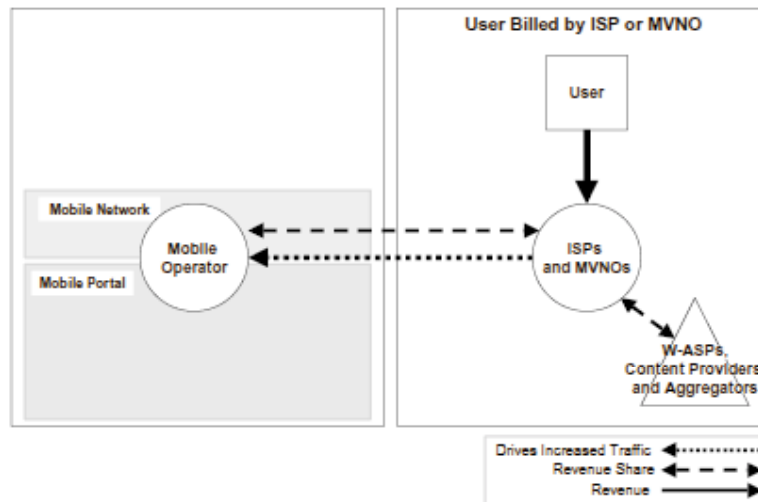 User Billed by ISP or MVNO
User
Mobile Network
Mobile
Operator
ISPs
and MVNOs
Mobile Portal
W-ASPs,
Content Providers
and Aggregators
Drives Increased Traffic
Revenue Share
Revenue